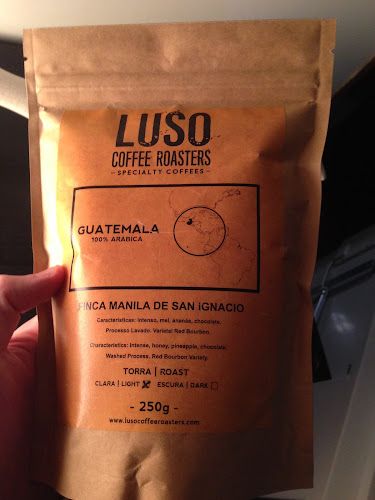 LUSO
COFFEE ROASTERS
- SPECIALTY COFFEES -
GUATEMALA
100% ARABICA
FINCA MANILA DE SAN IGNACIO
Características: Intenso, mel, ananás, chocolate.
Processo Lavado. Varietal Red Bourbon.
Characteristics: Intense, honey, pineapple, chocolate.
Washed Process. Red Bourbon Variety.
TORRA | ROAST
CLARA | LIGHT ESCURA | DARK
- 250g -
www.lusocoffeeroasters.com